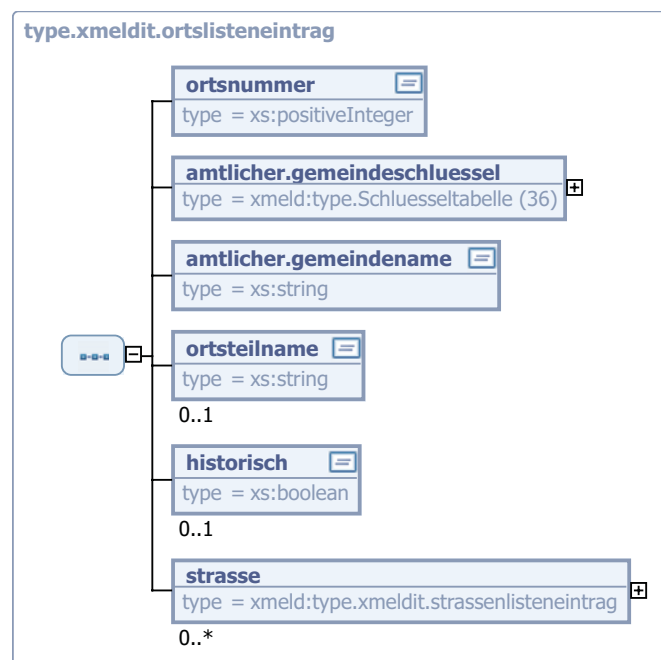 type.xmeldit.ortslisteneintrag
ortsnummer
type = xs:positiveInteger
amtlicher.gemeindeschluessel
type = xmeld:type.Schluesseltabelle (36)
amtlicher.gemeindename
type = xs:string
ortsteilname
type = xs:string
0..1
historisch
type = xs:boolean
0..1
strasse
type = xmeld:type.xmeldit.strassenlisteneintrag
0..*